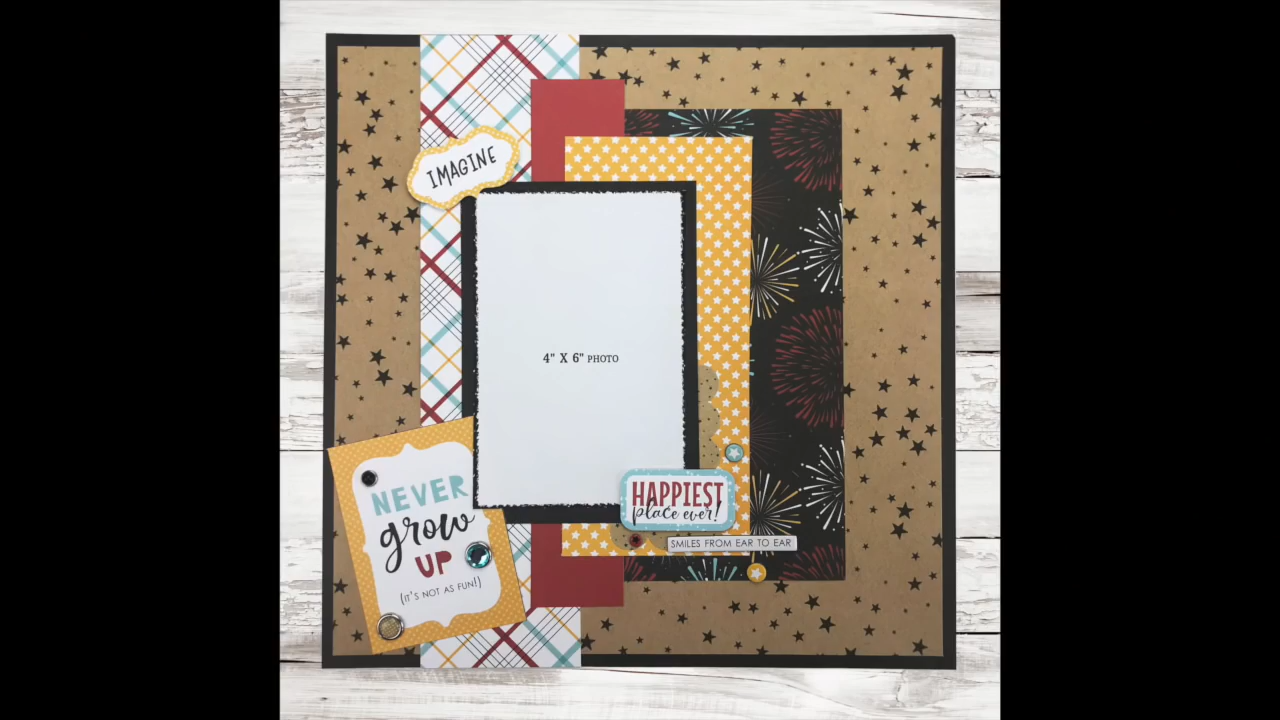 IMAGINE
4" X 6" PHOTO
NEVER
grow
UP
(IT'S NOT AS FUN!)
HAPPIEST
place ever!
SMILES FROM EAR TO EAR